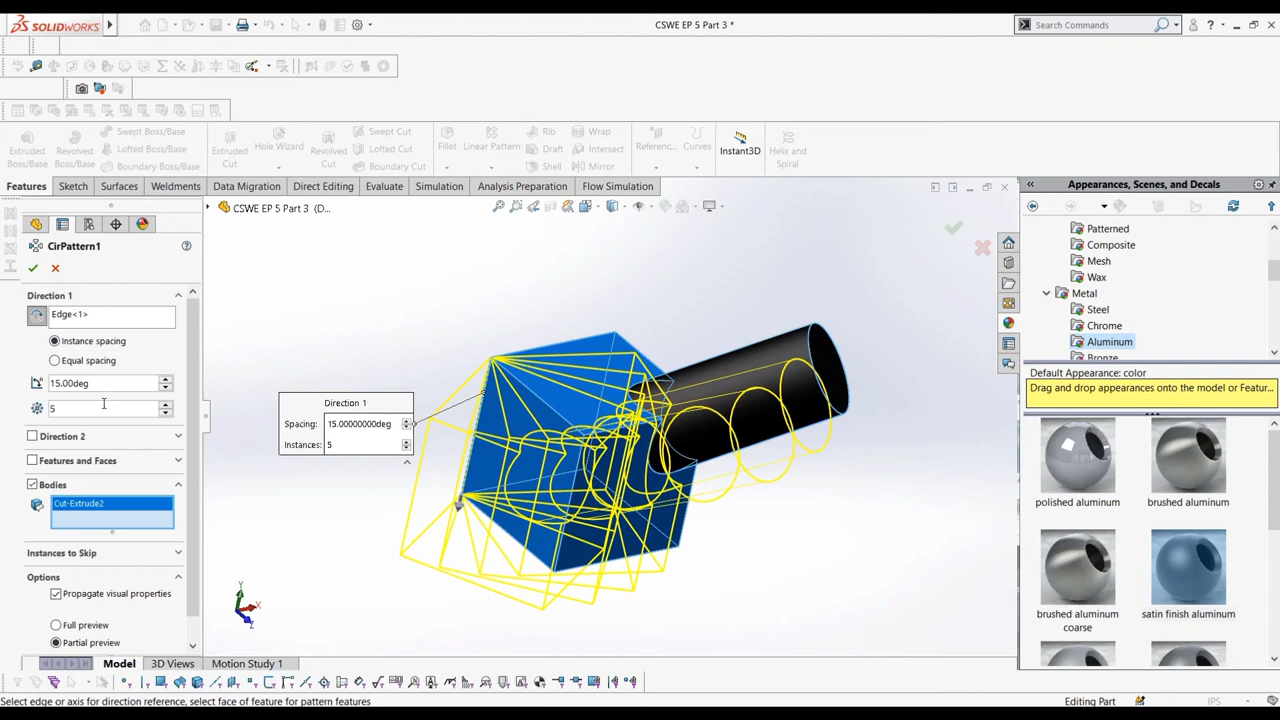 SOLIDWORKS
CSWE EP 5 Part 3 *
Search Commands
Extruded Boss/Base
Revolved Boss/Base
Swept Boss/Base
Lofted Boss/Base
Boundary Boss/Base
Extruded Cut
Hole Wizard
Revolved Cut
Swept Cut
Lofted Cut
Boundary Cut
Fillet
Linear Pattern
Rib
Draft
Shell
Wrap
Intersect
Mirror
Referenc...
Curves
Instant3D
Helix and Spiral
Features Sketch Surfaces Weldments Data Migration Direct Editing Evaluate Simulation Analysis Preparation Flow Simulation
CSWE EP 5 Part 3 (D...
CirPattern1
Direction 1
Edge<1>
Instance spacing
Equal spacing
15.00deg
5
Direction 2
Features and Faces
Bodies
Cut-Extrude2
Instances to Skip
Options
Propagate visual properties
Full preview
Partial preview
Direction 1
Spacing: 15.00000000deg
Instances: 5
Y
X
Z
Appearances, Scenes, and Decals
Patterned
Composite
Mesh
Wax
Metal
Steel
Chrome
Aluminum
Bronze
Default Appearance: color
Drag and drop appearances onto the model or Featur...
polished aluminum
brushed aluminum
brushed aluminum coarse
satin finish aluminum
Model 3D Views Motion Study 1
Select edge or axis for direction reference, select face of feature for pattern features
Editing Part
IPS